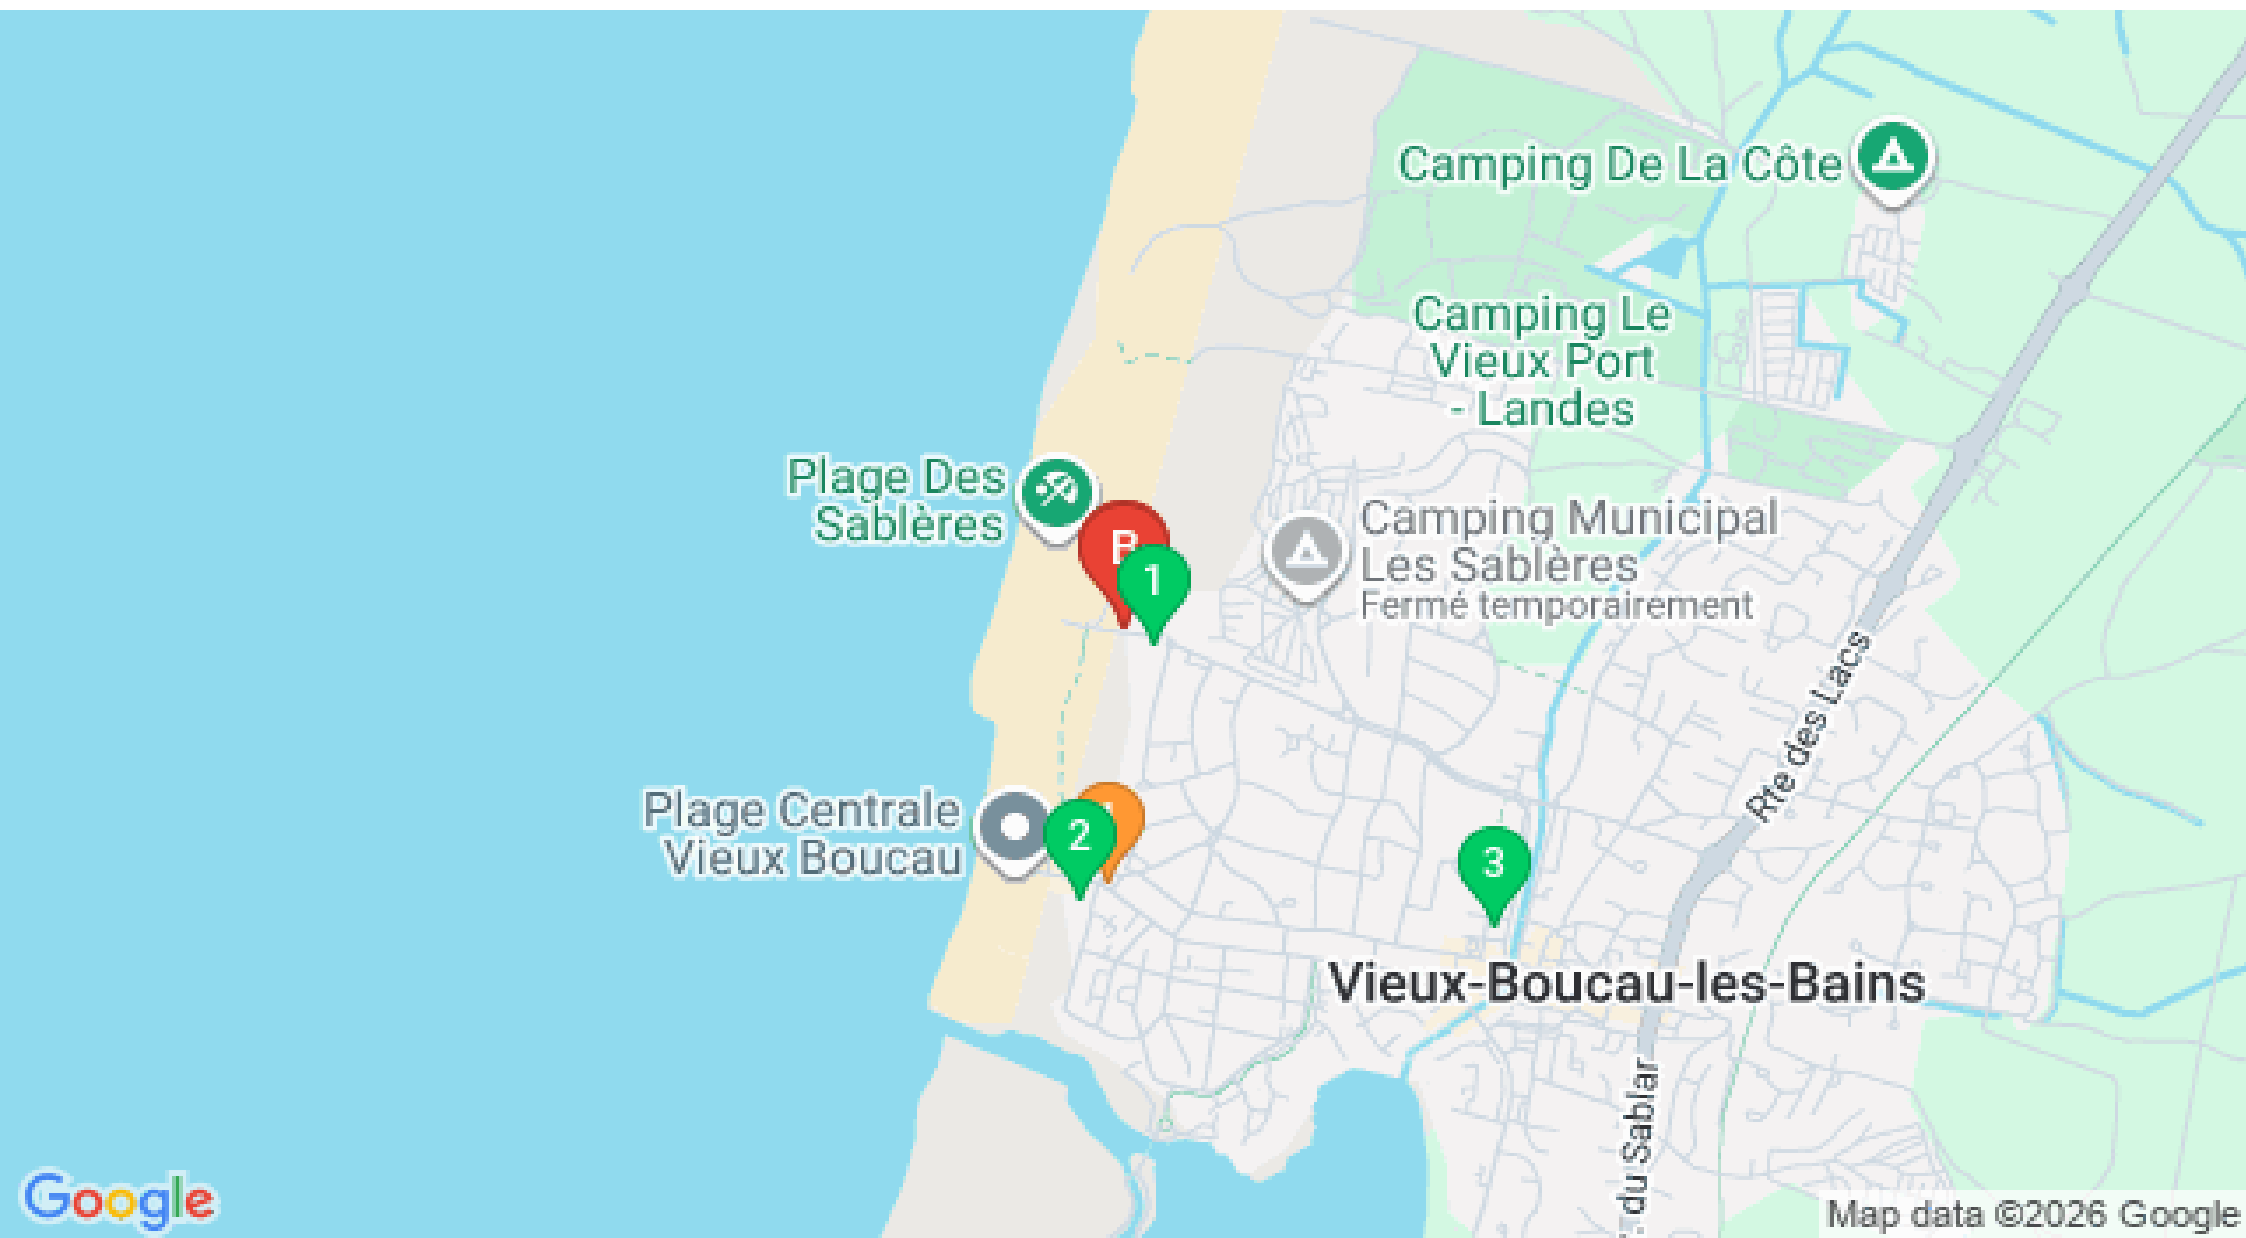 Camping De La Côte
Camping Le
Vieux Port
- Landes
Plage Des
Sablères
B
1
Camping Municipal
Les Sablères
Fermé temporairement
Rte des Lacs
Plage Centrale
Vieux Boucau
2
3
Vieux-Boucau-les-Bains
du Sablar
Google
Map data ©2026 Google